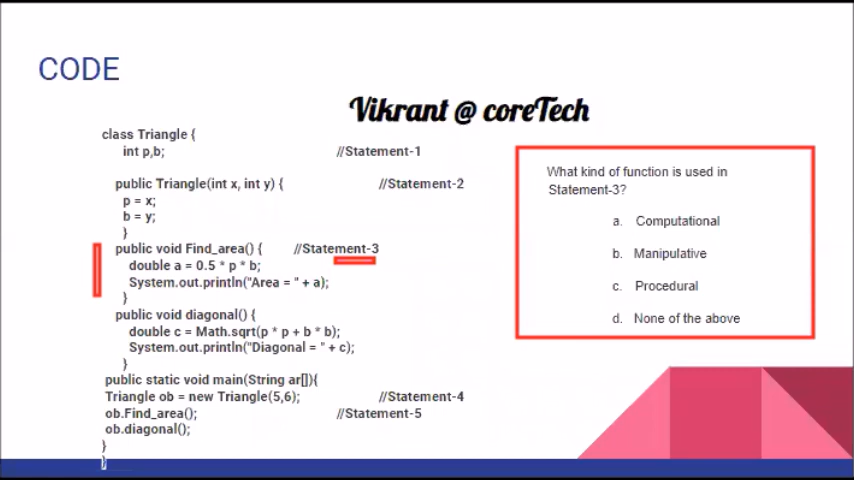 CODE
Vikrant @ coreTech
class Triangle {
int p,b; //Statement-1
public Triangle(int x, int y) { //Statement-2
p = x;
b = y;
}
public void Find_area() { //Statement-3
double a = 0.5 * p * b;
System.out.println("Area = " + a);
}
public void diagonal() {
double c = Math.sqrt(p * p + b * b);
System.out.println("Diagonal = " + c);
}
public static void main(String ar[]){
Triangle ob = new Triangle(5,6); //Statement-4
ob.Find_area(); //Statement-5
ob.diagonal();
}
}
What kind of function is used in
Statement-3?
a. Computational
b. Manipulative
c. Procedural
d. None of the above